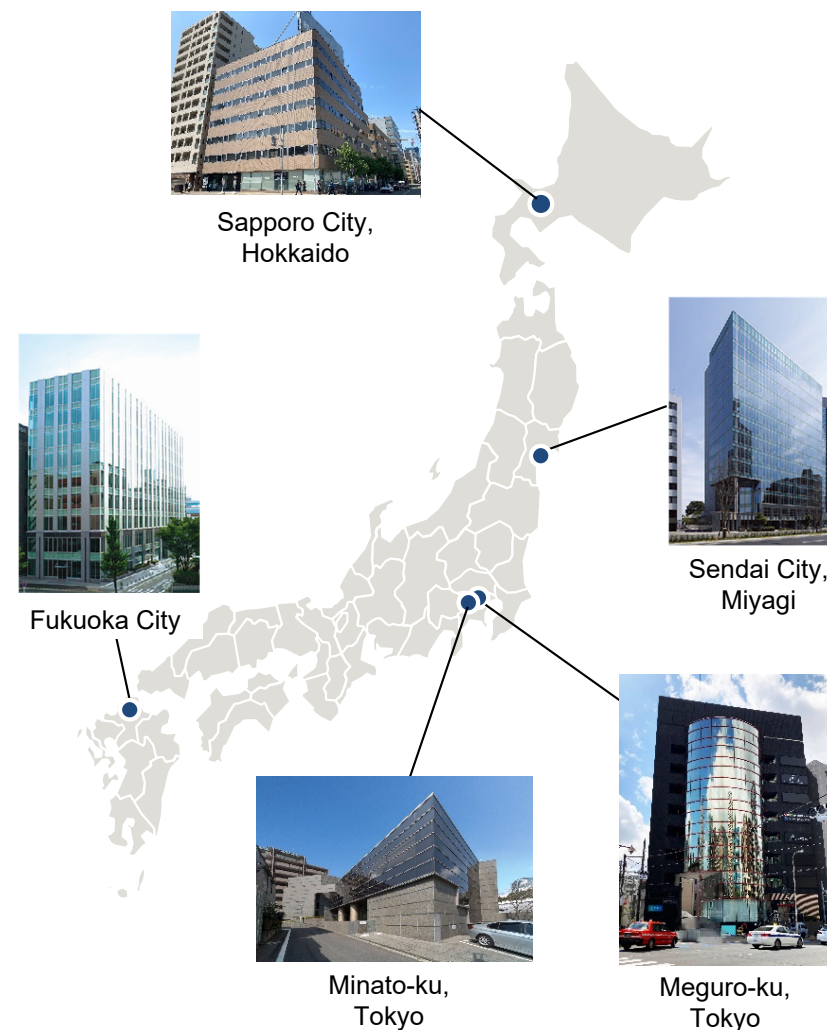 Sapporo City,
Hokkaido
Sendai City,
Miyagi
Fukuoka City
Minato-ku,
Tokyo
Meguro-ku,
Tokyo